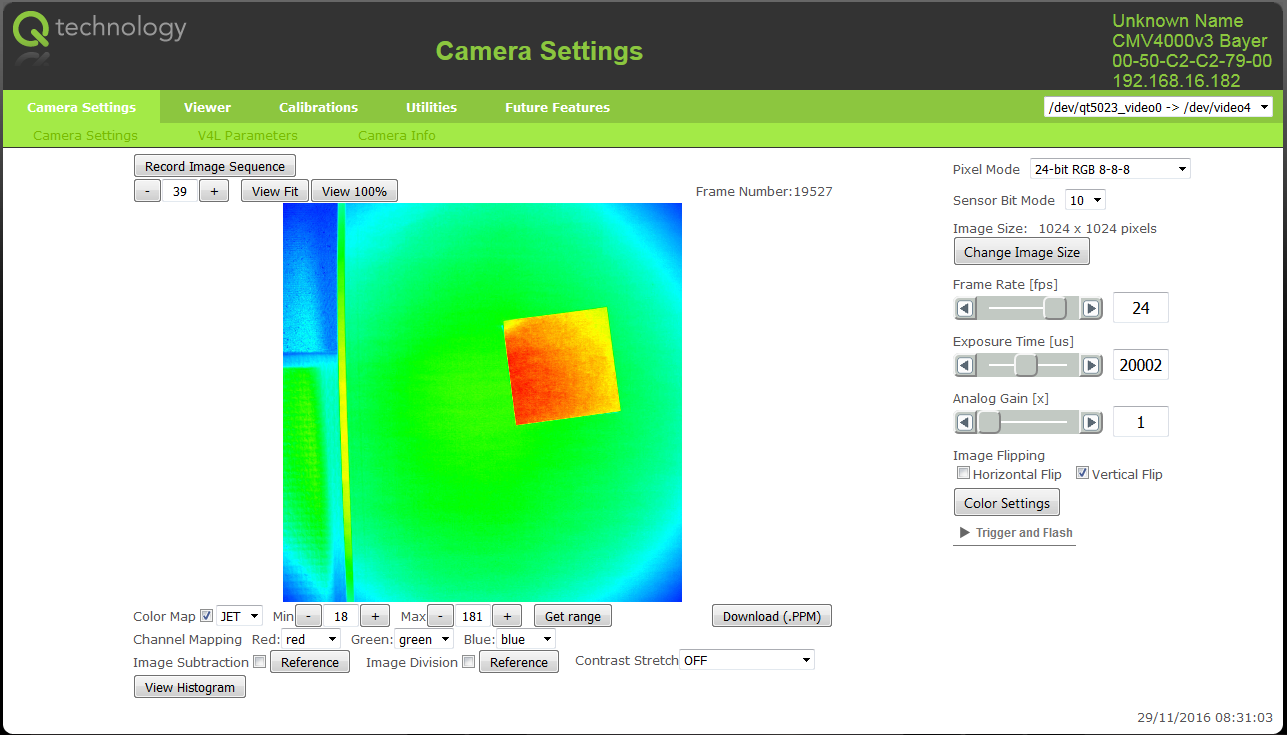 Q technology
Camera Settings
Unknown Name
CMV4000v3 Bayer
00-50-C2-C2-79-00
192.168.16.182
Camera Settings Viewer Calibrations Utilities Future Features /dev/qt5023_video0 -> /dev/video4
Camera Settings V4L Parameters Camera Info
Record Image Sequence
- 39 + View Fit View 100% Frame Number:19527
Pixel Mode 24-bit RGB 8-8-8
Sensor Bit Mode 10
Image Size: 1024 x 1024 pixels
Change Image Size
Frame Rate [fps]
24
Exposure Time [us]
20002
Analog Gain [x]
1
Image Flipping
Horizontal Flip Vertical Flip
Color Settings
Trigger and Flash
Color Map JET Min - 18 + Max - 181 + Get range Download (.PPM)
Channel Mapping Red: red Green: green Blue: blue
Image Subtraction Reference Image Division Reference Contrast Stretch OFF
View Histogram
29/11/2016 08:31:03